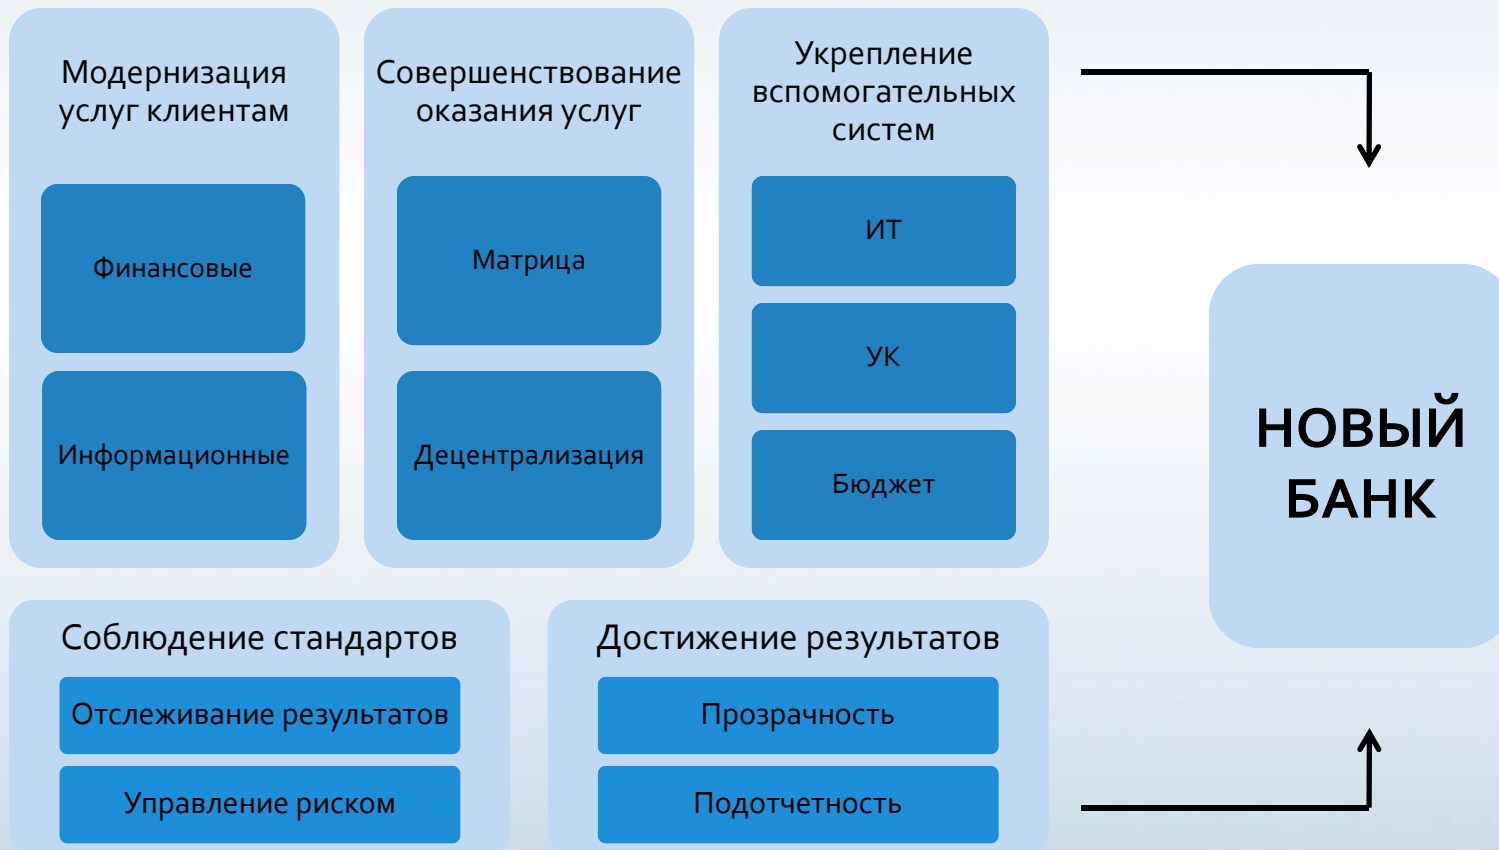 Модернизация
услуг клиентам
Финансовые
Информационные
Совершенствование
оказания услуг
Матрица
Децентрализация
Укрепление
вспомогательных
систем
ИТ
УК
Бюджет
Соблюдение стандартов
Отслеживание результатов
Управление риском
Достижение результатов
Прозрачность
Подотчетность
НОВЫЙ
БАНК